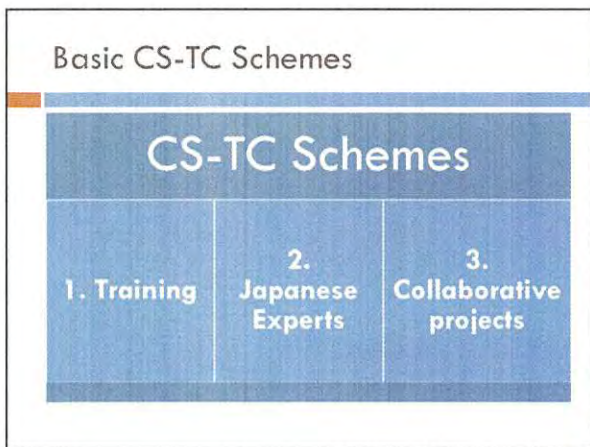 Basic CS-TC Schemes
CS-TC Schemes
1. Training
2.
Japanese
Experts
3.
Collaborative
projects